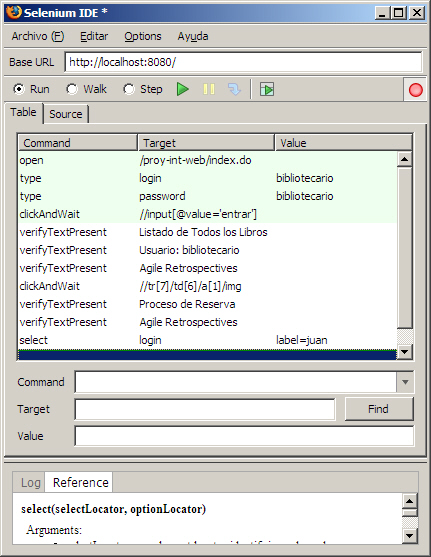 Selenium IDE *
Archivo (F) Editar Options Ayuda
Base URL http://localhost:8080/
Run Walk Step
Table Source
Command Target Value
open /proy-int-web/index.do
type login bibliotecario
type password bibliotecario
clickAndWait //input[@value='entrar']
verifyTextPresent Listado de Todos los Libros
verifyTextPresent Usuario: bibliotecario
verifyTextPresent Agile Retrospectives
clickAndWait //tr[7]/td[6]/a[1]/img
verifyTextPresent Proceso de Reserva
verifyTextPresent Agile Retrospectives
select login label=juan
Command
Target Find
Value
Log Reference
select(selectLocator, optionLocator)
Arguments: